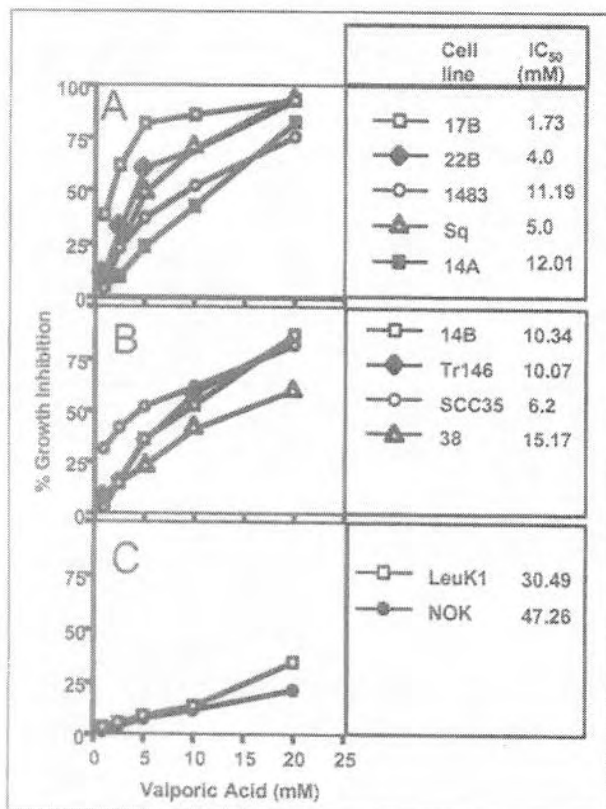 Cell IC50
line (mM)
100
A
75
50
25
0
17B 1.73
22B 4.0
1483 11.19
Sq 5.0
14A 12.01
% Growth Inhibition
B
75
50
25
0
14B 10.34
Tr146 10.07
SCC35 6.2
38 15.17
C
75
50
25
0
LeuK1 30.49
NOK 47.26
0 5 10 15 20 25
Valporic Acid (mM)